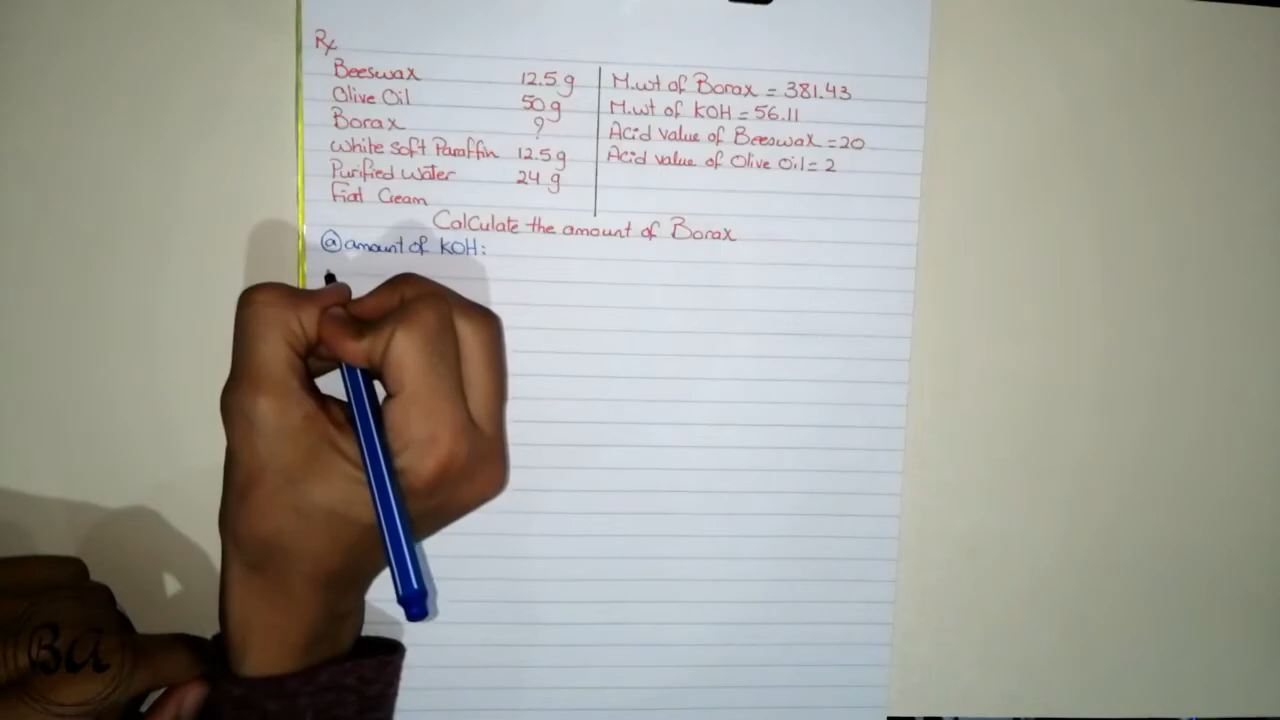 Rx
Beeswax 12.5 g
Olive Oil 50 g
Borax ?
White Soft Paraffin 12.5 g
Purified Water 24 g
Fiat Cream
M.wt of Borax = 381.43
M.wt of KOH = 56.11
Acid value of Beeswax = 20
Acid value of Olive Oil = 2
Calculate the amount of Borax
ⓐ amount of KOH:
BA